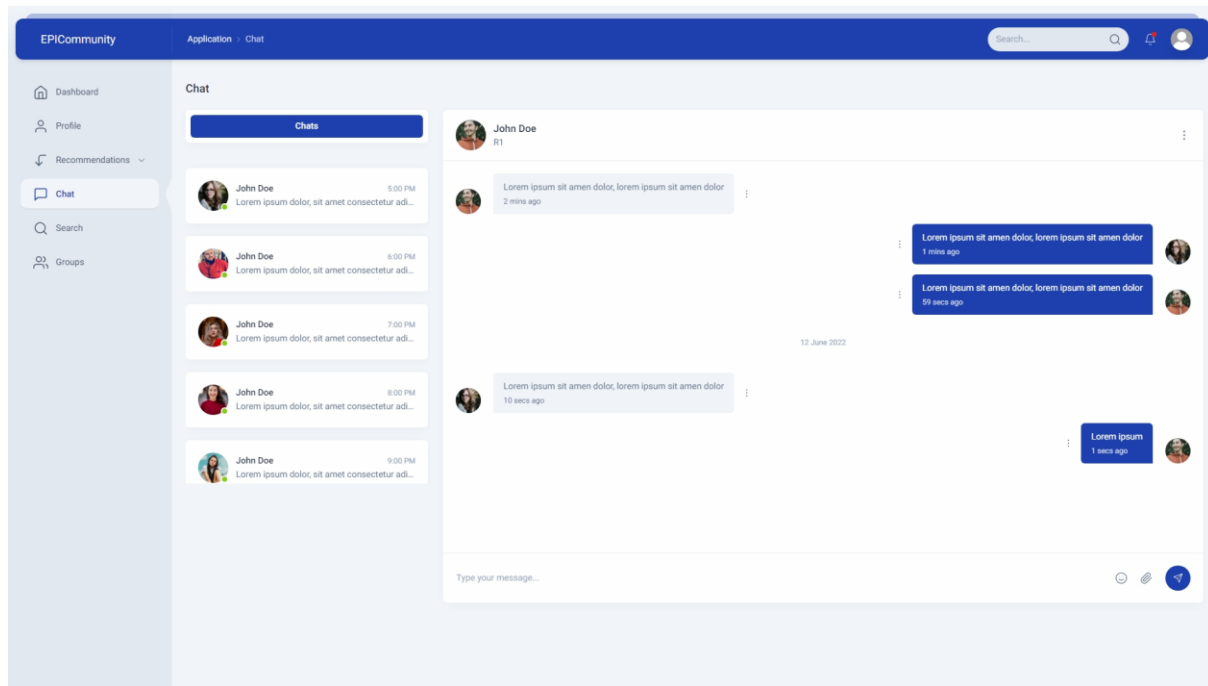 EPICommunity
Application > Chat
Search...
Dashboard
Profile
Recommendations
Chat
Search
Groups
Chat
Chats
John Doe 5:00 PM
Lorem ipsum dolor, sit amet consectetur adi...
John Doe 6:00 PM
Lorem ipsum dolor, sit amet consectetur adi...
John Doe 7:00 PM
Lorem ipsum dolor, sit amet consectetur adi...
John Doe 8:00 PM
Lorem ipsum dolor, sit amet consectetur adi...
John Doe 9:00 PM
Lorem ipsum dolor, sit amet consectetur adi...
John Doe
R1
Lorem ipsum sit amen dolor, lorem ipsum sit amen dolor
2 mins ago
Lorem ipsum sit amen dolor, lorem ipsum sit amen dolor
1 mins ago
Lorem ipsum sit amen dolor, lorem ipsum sit amen dolor
59 secs ago
12 June 2022
Lorem ipsum sit amen dolor, lorem ipsum sit amen dolor
10 secs ago
Lorem ipsum
1 secs ago
Type your message...